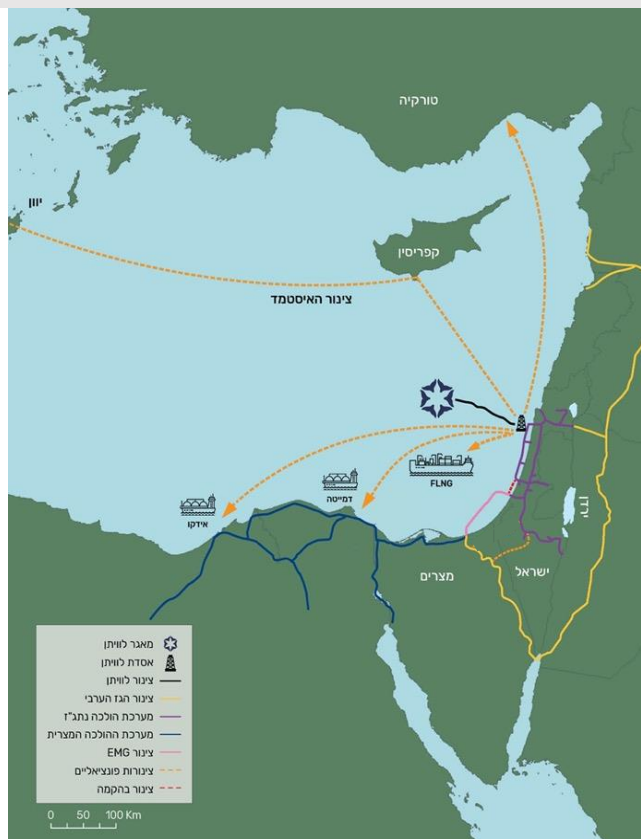 טורקיה
יוון
קפריסין
צינור האיסטמד
FLNG
דמייטה
אידקו
ירדן
ישראל
מצרים
מאגר לוויתן
אסדת לוויתן
צינור לוויתן
צינור הגז הערבי
מערכת הולכה נתג"ז
מערכת ההולכה המצרית
צינור EMG
צינורות פונציאליים
צינור בהקמה
0 50 100 Km